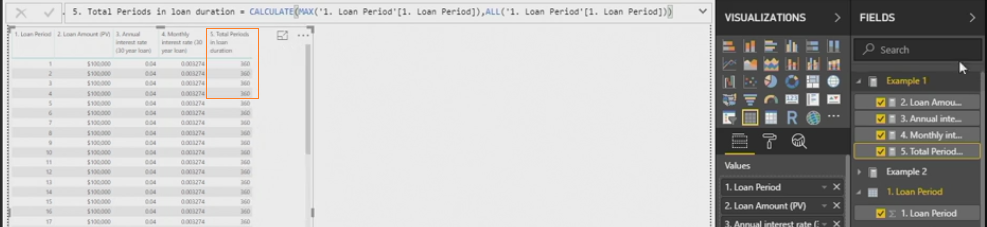 5. Total Periods in loan duration = CALCULATE(MAX('1. Loan Period'[1. Loan Period]),ALL('1. Loan Period'[1. Loan Period]))
1. Loan Period 2. Loan Amount (PV) 3. Annual interest rate (30 year loan) 4. Monthly interest rate (30 year loan) 5. Total Periods in loan duration
1 $100,000 0.04 0.003274 360
2 $100,000 0.04 0.003274 360
3 $100,000 0.04 0.003274 360
4 $100,000 0.04 0.003274 360
5 $100,000 0.04 0.003274 360
6 $100,000 0.04 0.003274 360
7 $100,000 0.04 0.003274 360
8 $100,000 0.04 0.003274 360
9 $100,000 0.04 0.003274 360
10 $100,000 0.04 0.003274 360
11 $100,000 0.04 0.003274 360
12 $100,000 0.04 0.003274 360
13 $100,000 0.04 0.003274 360
14 $100,000 0.04 0.003274 360
15 $100,000 0.04 0.003274 360
16 $100,000 0.04 0.003274 360
17 $100,000 0.04 0.003274 360
VISUALIZATIONS
R
Values
1. Loan Period
2. Loan Amount (PV)
3. Annual interest rate (3
FIELDS
Search
Example 1
2. Loan Amou...
3. Annual inte...
4. Monthly int...
5. Total Period...
Example 2
1. Loan Period
1. Loan Period